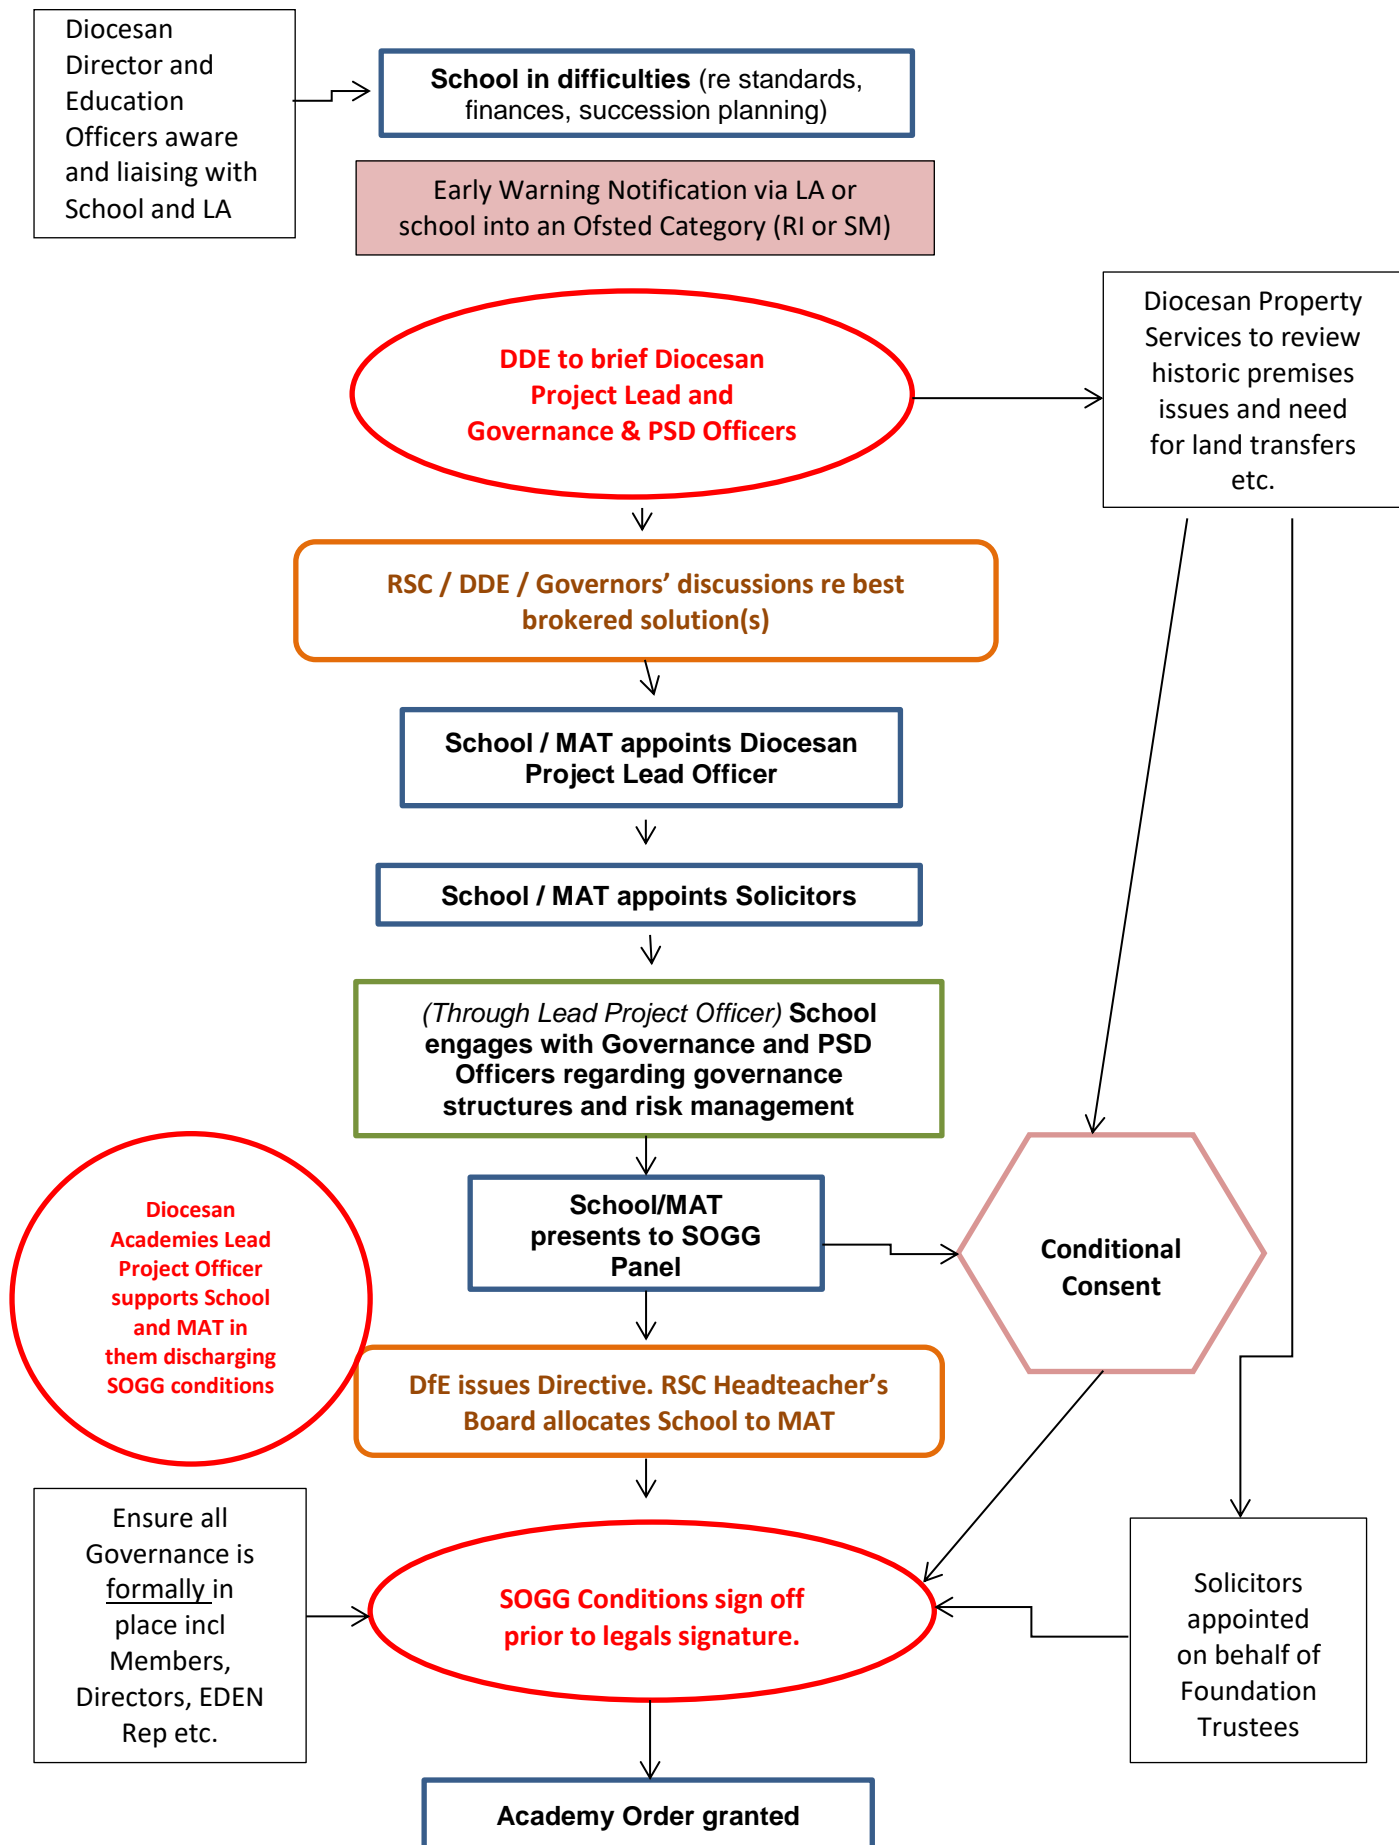 Diocesan
Director and
Education
Officers aware
and liaising with
School and LA
School in difficulties (re standards,
finances, succession planning)
Early Warning Notification via LA or
school into an Ofsted Category (RI or SM)
DDE to brief Diocesan
Project Lead and
Governance & PSD Officers
Diocesan Property
Services to review
historic premises
issues and need
for land transfers
etc.
RSC / DDE / Governors’ discussions re best
brokered solution(s)
School / MAT appoints Diocesan
Project Lead Officer
School / MAT appoints Solicitors
(Through Lead Project Officer) School
engages with Governance and PSD
Officers regarding governance
structures and risk management
School/MAT
presents to SOGG
Panel
Conditional
Consent
Diocesan
Academies Lead
Project Officer
supports School
and MAT in
them discharging
SOGG conditions
DfE issues Directive. RSC Headteacher’s
Board allocates School to MAT
Ensure all
Governance is
formally in
place incl
Members,
Directors, EDEN
Rep etc.
SOGG Conditions sign off
prior to legals signature.
Solicitors
appointed
on behalf of
Foundation
Trustees
Academy Order granted